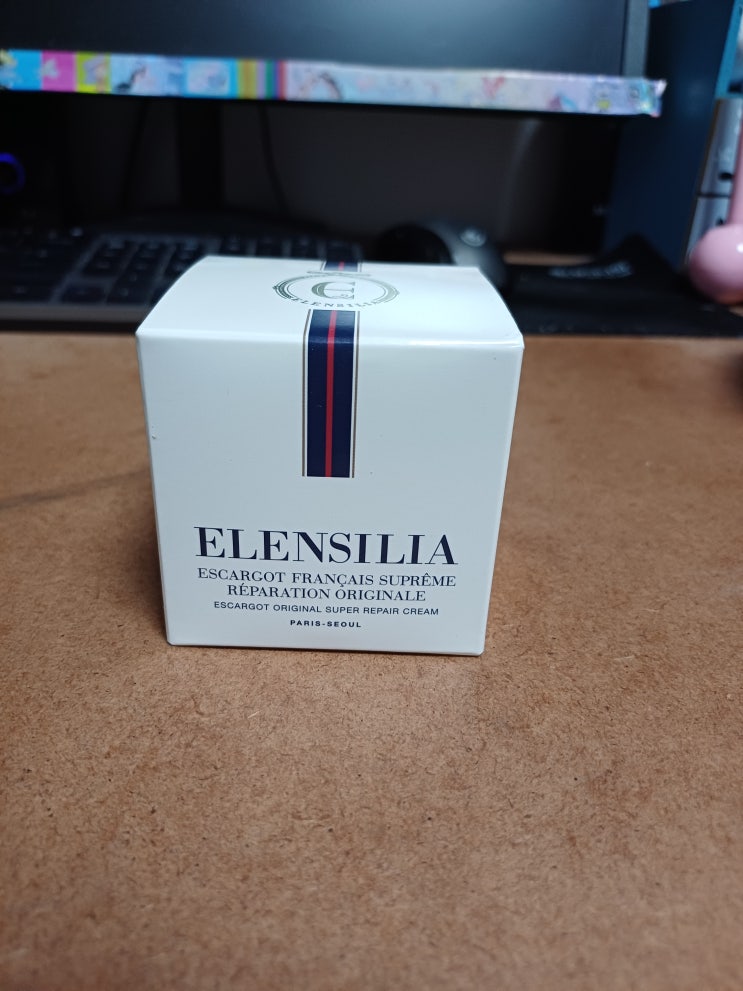 ELENSILIA
ELENSILIA
ESCARGOT FRANÇAIS SUPRÊME
RÉPARATION ORIGINALE
ESCARGOT ORIGINAL SUPER REPAIR CREAM
PARIS-SEOUL